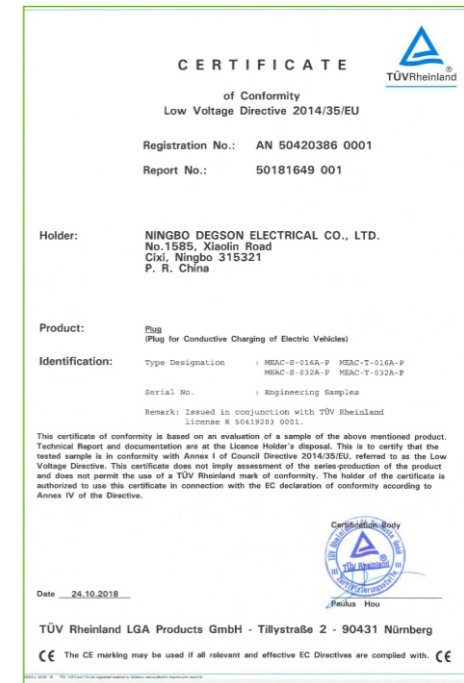 CERTIFICATE
TÜVRheinland
®
of Conformity
Low Voltage Directive 2014/35/EU
Registration No.: AN 50420386 0001
Report No.: 50181649 001
Holder: NINGBO DEGSON ELECTRICAL CO., LTD.
No.1585, Xiaolin Road
Cixi, Ningbo 315321
P. R. China
Product: Plug
(Plug for Conductive Charging of Electric Vehicles)
Identification: Type Designation : MEAC-S-016A-P MEAC-T-016A-P
MEAC-S-032A-P MEAC-T-032A-P
Serial No. : Engineering Samples
Remark: Issued in conjunction with TÜV Rheinland
license R 50419283 0001.
This certificate of conformity is based on an evaluation of a sample of the above mentioned product.
Technical Report and documentation are at the Licence Holder's disposal. This is to certify that the
tested sample is in conformity with Annex I of Council Directive 2014/35/EU, referred to as the Low
Voltage Directive. This certificate does not imply assessment of the series-production of the product
and does not permit the use of a TÜV Rheinland mark of conformity. The holder of the certificate is
authorized to use this certificate in connection with the EC declaration of conformity according to
Annex IV of the Directive.
Certification Body
TÜV Rheinland
Zertifizierungsstelle
Date 24.10.2018
Paulus Hou
TÜV Rheinland LGA Products GmbH - Tillystraße 2 - 90431 Nürnberg
CE The CE marking may be used if all relevant and effective EC Directives are complied with. CE